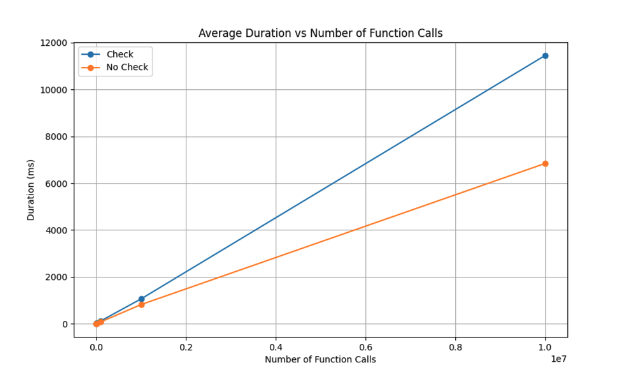 Average Duration vs Number of Function Calls
Check
No Check
12000
10000
8000
6000
4000
2000
0
Duration (ms)
0.0
0.2
0.4
0.6
0.8
1.0
1e7
Number of Function Calls